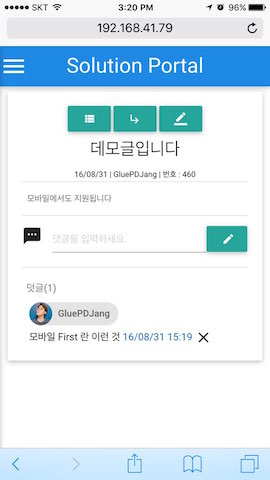 SKT 3:20 PM 96%
192.168.41.79
Solution Portal
데모글입니다
16/08/31 | GluePDJang | 번호 : 460
모바일에서도 지원됩니다
댓글을 입력하세요.
댓글(1)
GluePDJang
모바일 First 란 이런 것 16/08/31 15:19